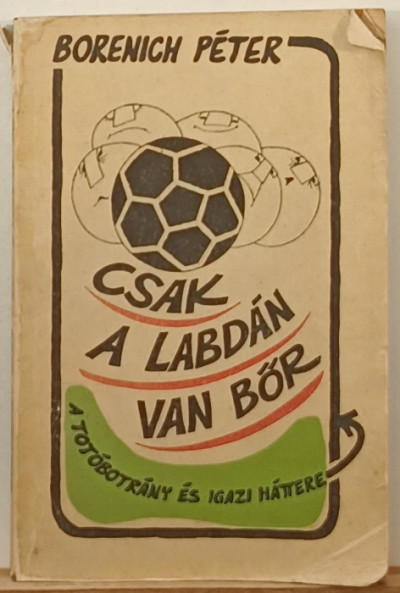 BORENICH PÉTER
CSAK
A LABDÁN
VAN BŐR
A TOTÓBOTRÁNY ÉS IGAZI HÁTTERE